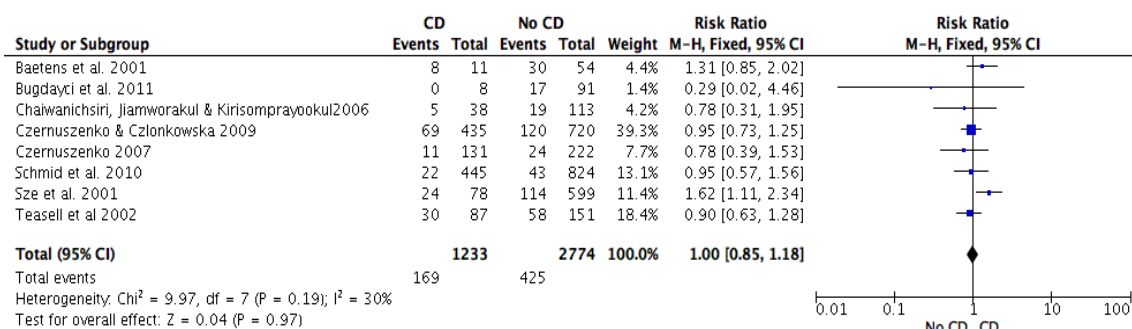 CD No CD Risk Ratio Risk Ratio
Study or Subgroup Events Total Events Total Weight M-H, Fixed, 95% CI M-H, Fixed, 95% CI
Baetens et al. 2001 8 11 30 54 4.4% 1.31 [0.85, 2.02]
Bugdayci et al. 2011 0 8 17 91 1.4% 0.29 [0.02, 4.46]
Chaiwanichsiri, Jiamworakul & Kirisomprayookul2006 5 38 19 113 4.2% 0.78 [0.31, 1.95]
Czernuszenko & Czlonkowska 2009 69 435 120 720 39.3% 0.95 [0.73, 1.25]
Czernuszenko 2007 11 131 24 222 7.7% 0.78 [0.39, 1.53]
Schmid et al. 2010 22 445 43 824 13.1% 0.95 [0.57, 1.56]
Sze et al. 2001 24 78 114 599 11.4% 1.62 [1.11, 2.34]
Teasell et al 2002 30 87 58 151 18.4% 0.90 [0.63, 1.28]
Total (95% CI) 1233 2774 100.0% 1.00 [0.85, 1.18]
Total events 169 425
Heterogeneity: Chi² = 9.97, df = 7 (P = 0.19); I² = 30%
Test for overall effect: Z = 0.04 (P = 0.97)
0.01 0.1 1 10 100
No CD CD